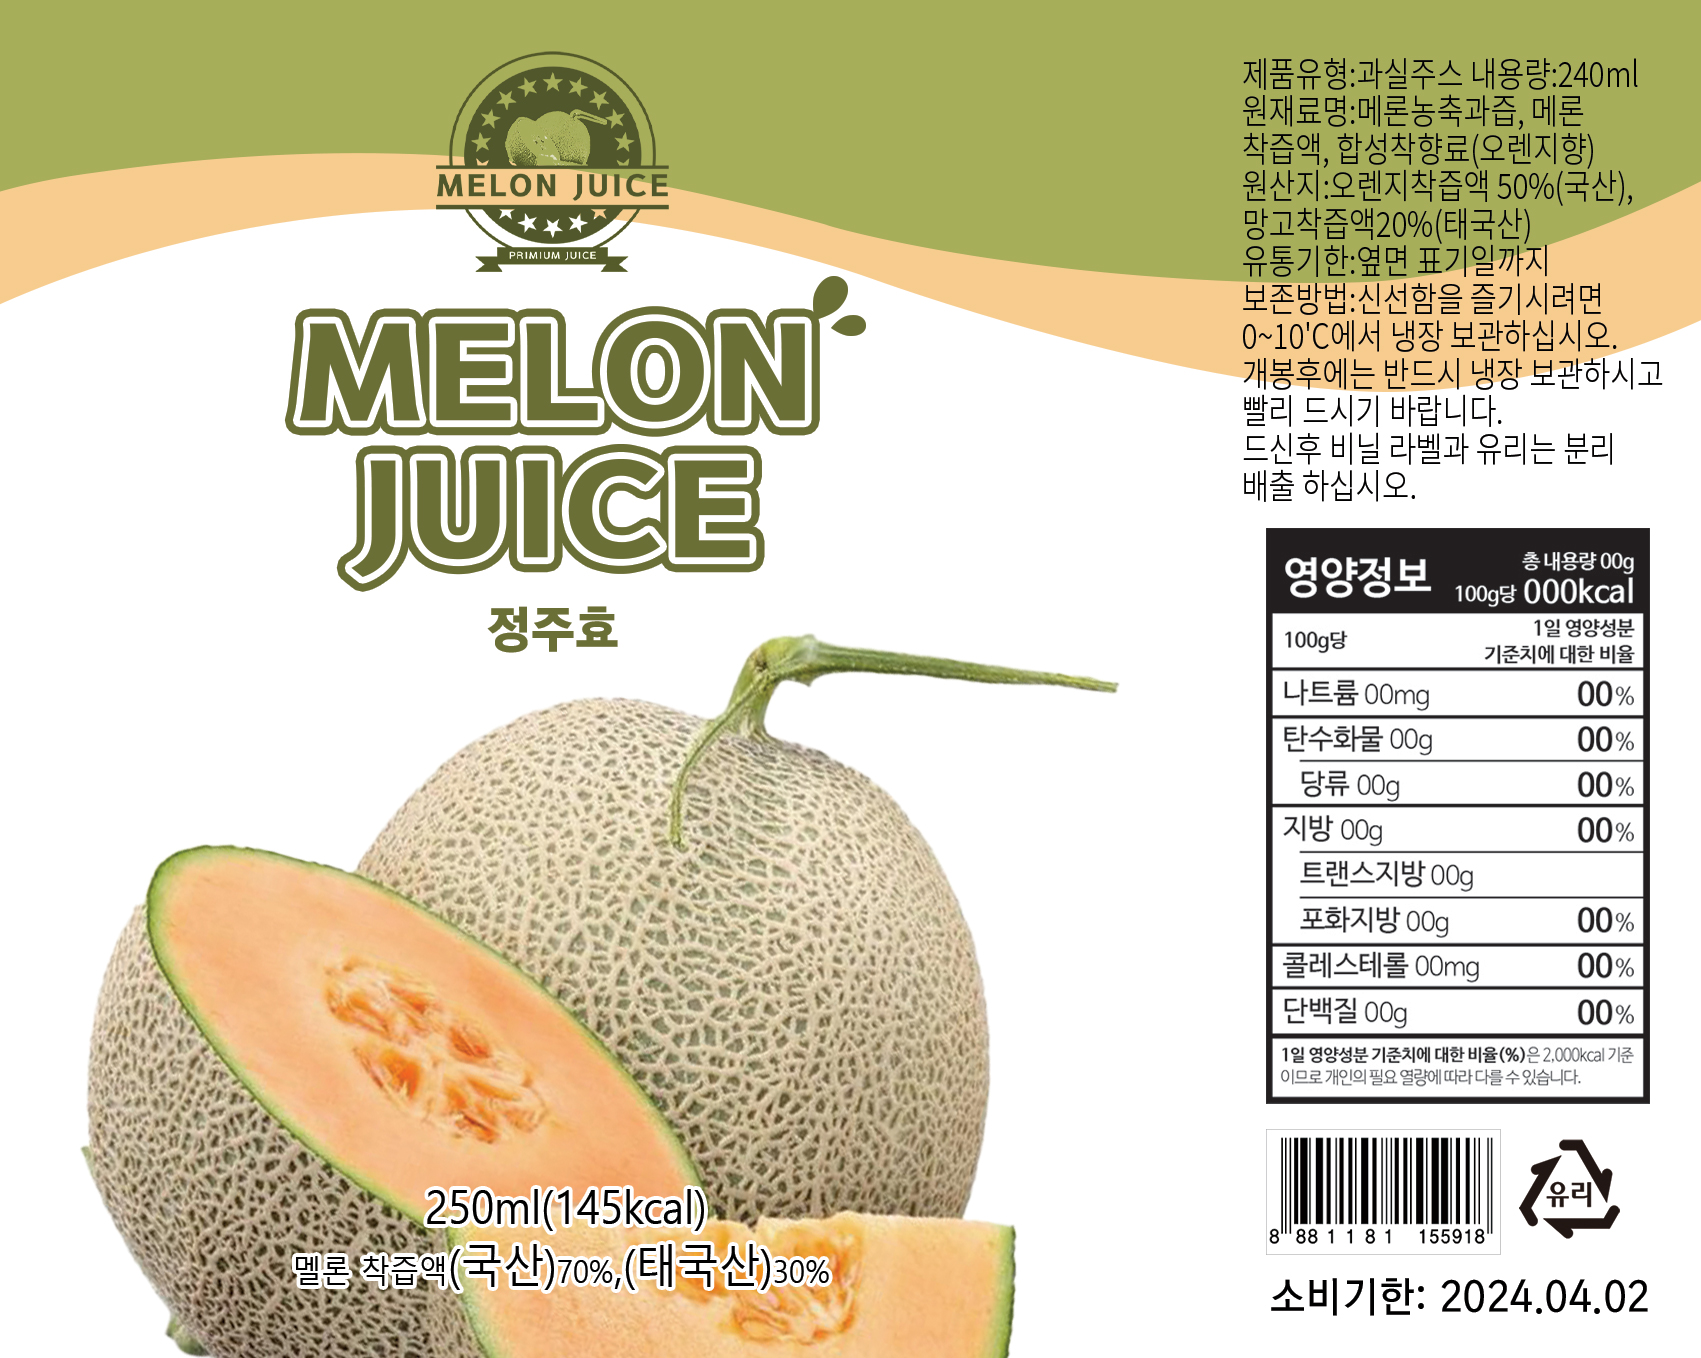 MELON JUICE
PRIMIUM JUICE
MELON
JUICE
정주효
250ml(145kcal)
멜론 착즙액(국산)70%,(태국산)30%
제품유형:과실주스 내용량:240ml
원재료명:메론농축과즙, 메론
착즙액, 합성착향료(오렌지향)
원산지:오렌지착즙액 50%(국산),
망고착즙액20%(태국산)
유통기한:옆면 표기일까지
보존방법:신선함을 즐기시려면
0~10'C에서 냉장 보관하십시오.
개봉후에는 반드시 냉장 보관하시고
빨리 드시기 바랍니다.
드신후 비닐 라벨과 유리는 분리
배출 하십시오.
영양정보 총 내용량 00g
100g당 000kcal
100g당 1일 영양성분
기준치에 대한 비율
나트륨 00mg 00%
탄수화물 00g 00%
당류 00g 00%
지방 00g 00%
트랜스지방 00g
포화지방 00g 00%
콜레스테롤 00mg 00%
단백질 00g 00%
1일 영양성분 기준치에 대한 비율(%)은 2,000kcal 기준
이므로 개인의 필요 열량에 따라 다를 수 있습니다.
8 88 1 1 8 1 155918
유리
소비기한: 2024.04.02